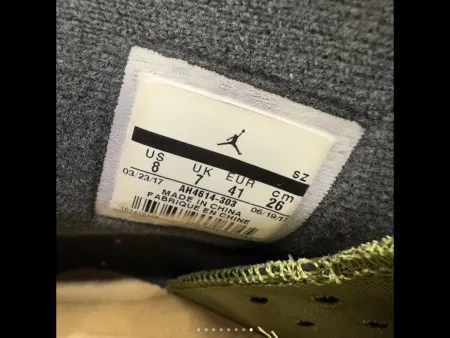 SZ
US UK EUR cm
8 7 41 26
03/23/17 06/19/17
AH4614-303
MADE IN CHINA
FABRIQUE EN CHINE